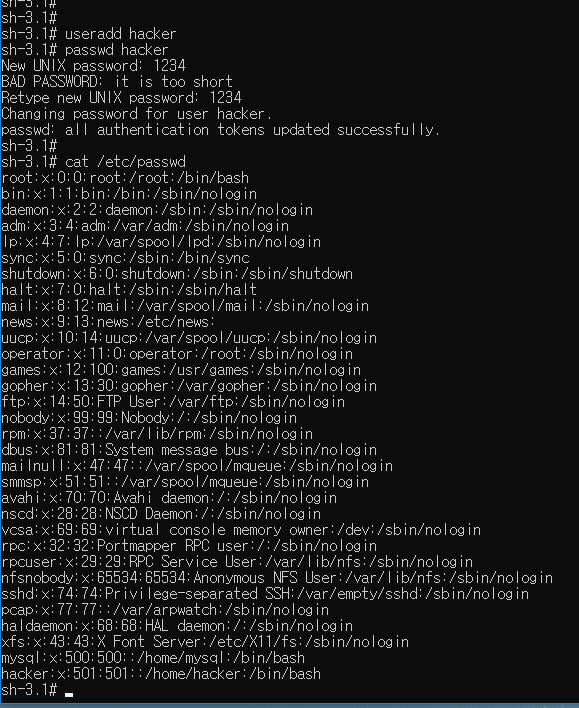 sh-3.1#
sh-3.1#
sh-3.1# useradd hacker
sh-3.1# passwd hacker
New UNIX password: 1234
BAD PASSWORD: it is too short
Retype new UNIX password: 1234
Changing password for user hacker.
passwd: all authentication tokens updated successfully.
sh-3.1#
sh-3.1# cat /etc/passwd
root:x:0:0:root:/root:/bin/bash
bin:x:1:1:bin:/bin:/sbin/nologin
daemon:x:2:2:daemon:/sbin:/sbin/nologin
adm:x:3:4:adm:/var/adm:/sbin/nologin
lp:x:4:7:lp:/var/spool/lpd:/sbin/nologin
sync:x:5:0:sync:/sbin:/bin/sync
shutdown:x:6:0:shutdown:/sbin:/sbin/shutdown
halt:x:7:0:halt:/sbin:/sbin/halt
mail:x:8:12:mail:/var/spool/mail:/sbin/nologin
news:x:9:13:news:/etc/news:
uucp:x:10:14:uucp:/var/spool/uucp:/sbin/nologin
operator:x:11:0:operator:/root:/sbin/nologin
games:x:12:100:games:/usr/games:/sbin/nologin
gopher:x:13:30:gopher:/var/gopher:/sbin/nologin
ftp:x:14:50:FTP User:/var/ftp:/sbin/nologin
nobody:x:99:99:Nobody:/:/sbin/nologin
rpm:x:37:37::/var/lib/rpm:/sbin/nologin
dbus:x:81:81:System message bus:/:/sbin/nologin
mailnull:x:47:47::/var/spool/mqueue:/sbin/nologin
smmsp:x:51:51::/var/spool/mqueue:/sbin/nologin
avahi:x:70:70:Avahi daemon:/:/sbin/nologin
nscd:x:28:28:NSCD Daemon:/:/sbin/nologin
vcsa:x:69:69:virtual console memory owner:/dev:/sbin/nologin
rpc:x:32:32:Portmapper RPC user:/:/sbin/nologin
rpcuser:x:29:29:RPC Service User:/var/lib/nfs:/sbin/nologin
nfsnobody:x:65534:65534:Anonymous NFS User:/var/lib/nfs:/sbin/nologin
sshd:x:74:74:Privilege-separated SSH:/var/empty/sshd:/sbin/nologin
pcap:x:77:77::/var/arpwatch:/sbin/nologin
haldaemon:x:68:68:HAL daemon:/:/sbin/nologin
xfs:x:43:43:X Font Server:/etc/X11/fs:/sbin/nologin
mysql:x:500:500::/home/mysql:/bin/bash
hacker:x:501:501::/home/hacker:/bin/bash
sh-3.1#